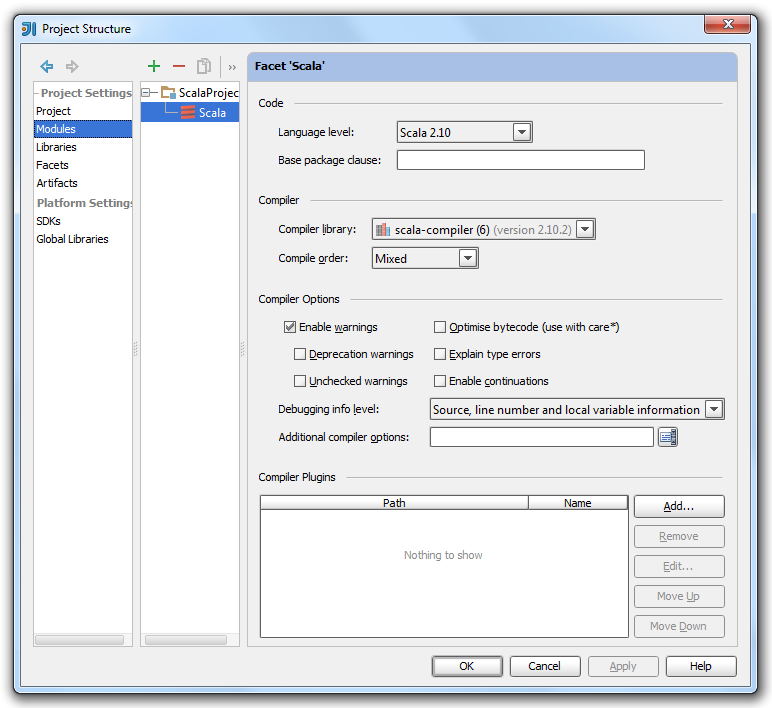 Project Structure
Project Settings
Project
Modules
Libraries
Facets
Artifacts
Platform Settings
SDKs
Global Libraries
»
ScalaProjec
Scala
Facet 'Scala'
Code
Language level: Scala 2.10
Base package clause:
Compiler
Compiler library: scala-compiler (6) (version 2.10.2)
Compile order: Mixed
Compiler Options
Enable warnings Optimise bytecode (use with care*)
Deprecation warnings Explain type errors
Unchecked warnings Enable continuations
Debugging info level: Source, line number and local variable information
Additional compiler options:
Compiler Plugins
Path Name
Nothing to show
Add...
Remove
Edit...
Move Up
Move Down
OK Cancel Apply Help